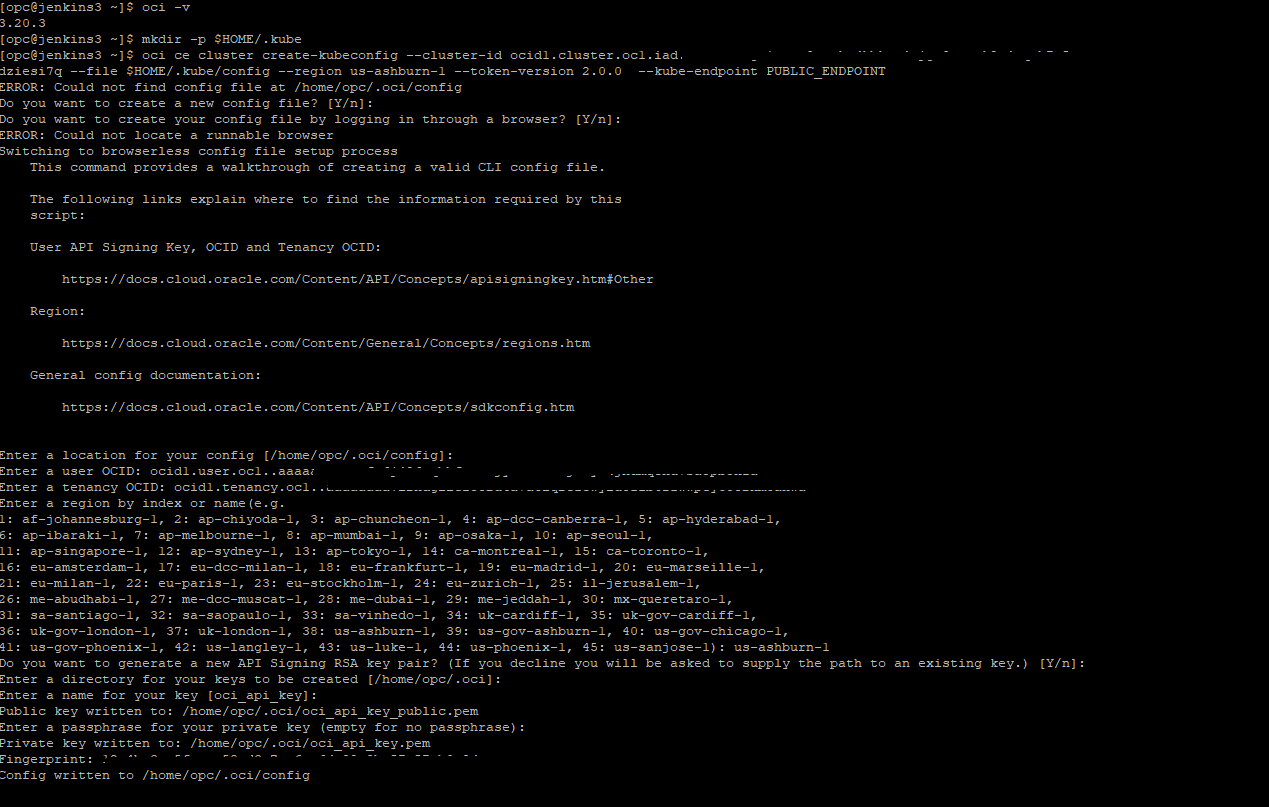 [opc@jenkins3 ~]$ oci -v
3.20.3
[opc@jenkins3 ~]$ mkdir -p $HOME/.kube
[opc@jenkins3 ~]$ oci ce cluster create-kubeconfig --cluster-id ocid1.cluster.oc1.iad.
dziesi7q --file $HOME/.kube/config --region us-ashburn-1 --token-version 2.0.0  --kube-endpoint PUBLIC_ENDPOINT
ERROR: Could not find config file at /home/opc/.oci/config
Do you want to create a new config file? [Y/n]:
Do you want to create your config file by logging in through a browser? [Y/n]:
ERROR: Could not locate a runnable browser
Switching to browserless config file setup process
This command provides a walkthrough of creating a valid CLI config file.
The following links explain where to find the information required by this
script:
User API Signing Key, OCID and Tenancy OCID:
https://docs.cloud.oracle.com/Content/API/Concepts/apisigningkey.htm#Other
Region:
https://docs.cloud.oracle.com/Content/General/Concepts/regions.htm
General config documentation:
https://docs.cloud.oracle.com/Content/API/Concepts/sdkconfig.htm
Enter a location for your config [/home/opc/.oci/config]:
Enter a user OCID: ocid1.user.oc1..aaaaa
Enter a tenancy OCID: ocid1.tenancy.oc1..
Enter a region by index or name(e.g.
1: af-johannesburg-1, 2: ap-chiyoda-1, 3: ap-chuncheon-1, 4: ap-dcc-canberra-1, 5: ap-hyderabad-1,
6: ap-ibaraki-1, 7: ap-melbourne-1, 8: ap-mumbai-1, 9: ap-osaka-1, 10: ap-seoul-1,
11: ap-singapore-1, 12: ap-sydney-1, 13: ap-tokyo-1, 14: ca-montreal-1, 15: ca-toronto-1,
16: eu-amsterdam-1, 17: eu-dcc-milan-1, 18: eu-frankfurt-1, 19: eu-madrid-1, 20: eu-marseille-1,
21: eu-milan-1, 22: eu-paris-1, 23: eu-stockholm-1, 24: eu-zurich-1, 25: il-jerusalem-1,
26: me-abudhabi-1, 27: me-dcc-muscat-1, 28: me-dubai-1, 29: me-jeddah-1, 30: mx-queretaro-1,
31: sa-santiago-1, 32: sa-saopaulo-1, 33: sa-vinhedo-1, 34: uk-cardiff-1, 35: uk-gov-cardiff-1,
36: uk-gov-london-1, 37: uk-london-1, 38: us-ashburn-1, 39: us-gov-ashburn-1, 40: us-gov-chicago-1,
41: us-gov-phoenix-1, 42: us-langley-1, 43: us-luke-1, 44: us-phoenix-1, 45: us-sanjose-1): us-ashburn-1
Do you want to generate a new API Signing RSA key pair? (If you decline you will be asked to supply the path to an existing key.) [Y/n]:
Enter a directory for your keys to be created [/home/opc/.oci]:
Enter a name for your key [oci_api_key]:
Public key written to: /home/opc/.oci/oci_api_key_public.pem
Enter a passphrase for your private key (empty for no passphrase):
Private key written to: /home/opc/.oci/oci_api_key.pem
Fingerprint:
Config written to /home/opc/.oci/config